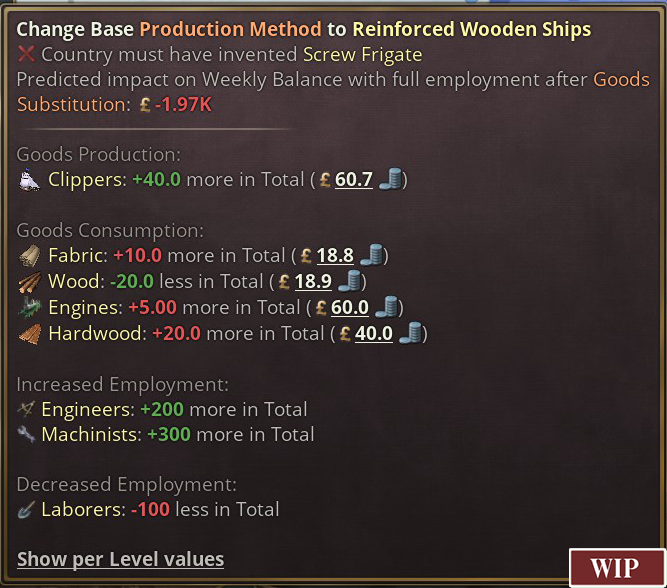 Change Base Production Method to Reinforced Wooden Ships
Country must have invented Screw Frigate
Predicted impact on Weekly Balance with full employment after Goods
Substitution: £ -1.97K
Goods Production:
Clippers: +40.0 more in Total ( £ 60.7 )
Goods Consumption:
Fabric: +10.0 more in Total ( £ 18.8 )
Wood: -20.0 less in Total ( £ 18.9 )
Engines: +5.00 more in Total ( £ 60.0 )
Hardwood: +20.0 more in Total ( £ 40.0 )
Increased Employment:
Engineers: +200 more in Total
Machinists: +300 more in Total
Decreased Employment:
Laborers: -100 less in Total
Show per Level values
WIP